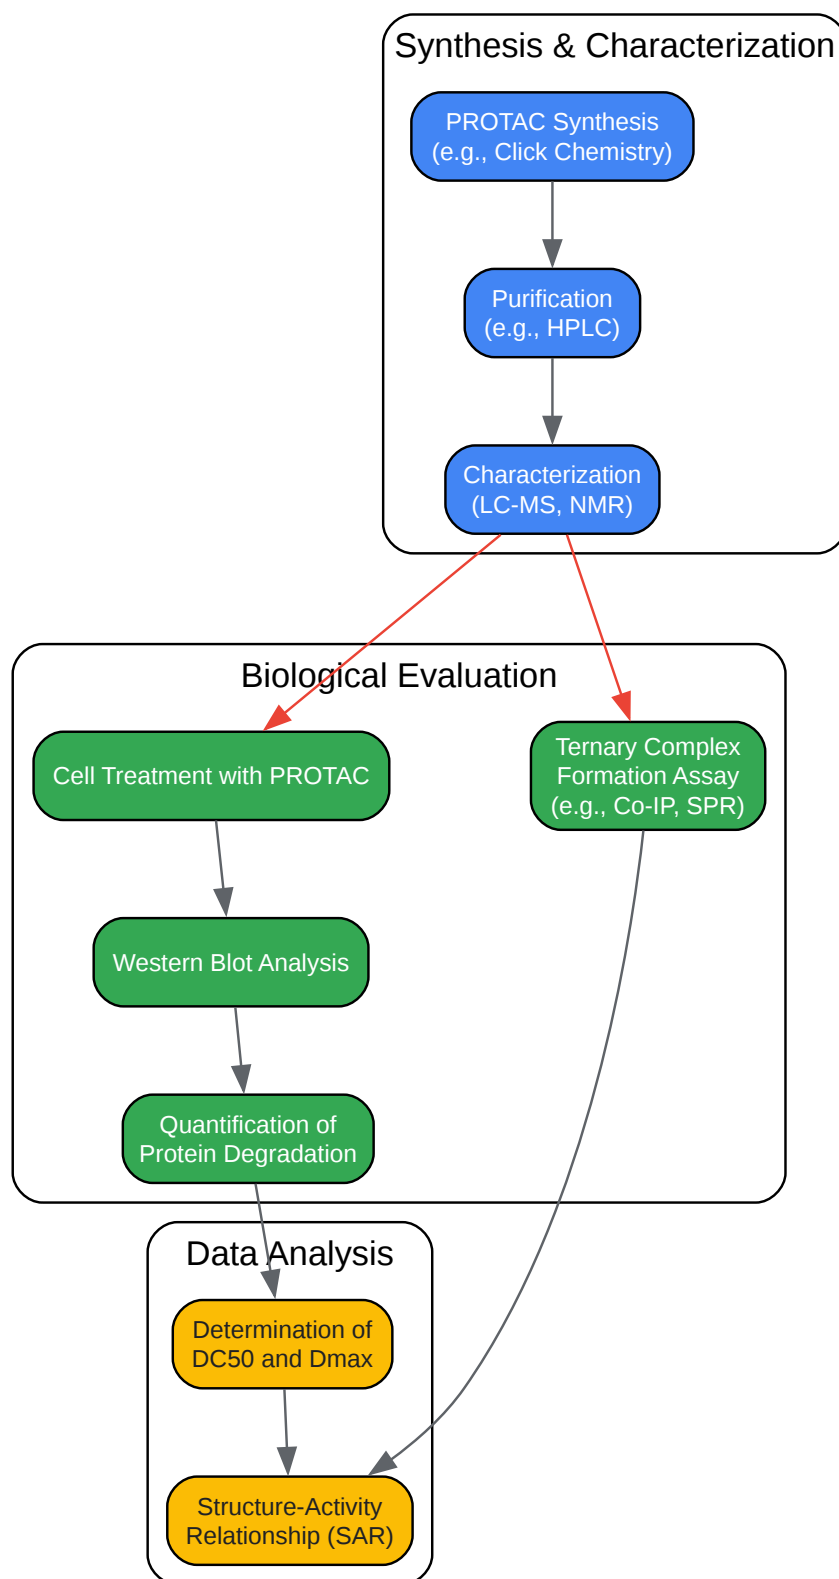 Synthesis & Characterization
PROTAC Synthesis
(e.g., Click Chemistry)
Purification
(e.g., HPLC)
Characterization
(LC-MS, NMR)
Biological Evaluation
Cell Treatment with PROTAC
Ternary Complex
Formation Assay
(e.g., Co-IP, SPR)
Western Blot Analysis
Quantification of
Protein Degradation
Data Analysis
Determination of
DC50 and Dmax
Structure-Activity
Relationship (SAR)